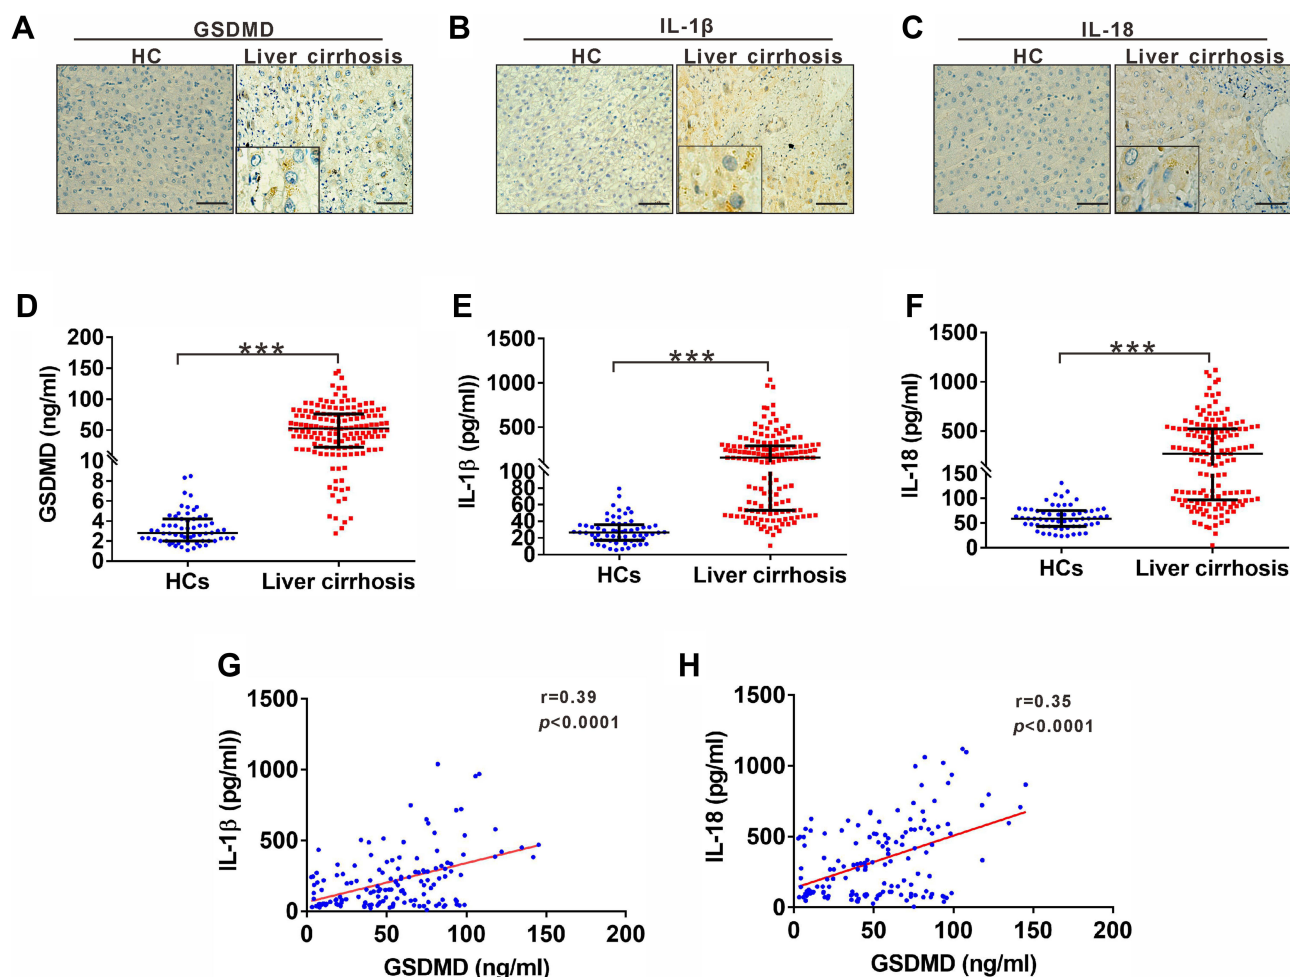 A GSDMD
HC Liver cirrhosis
B IL-1β
HC Liver cirrhosis
C IL-18
HC Liver cirrhosis
D
GSDMD (ng/ml)
200
150
100
50
10
8
6
4
2
0
***
HCs Liver cirrhosis
E
IL-1β (pg/ml))
1500
1000
500
100
80
60
40
20
0
***
HCs Liver cirrhosis
F
IL-18 (pg/ml)
1500
1000
500
150
100
50
0
***
HCs Liver cirrhosis
G
IL-1β (pg/ml))
1500
1000
500
0
r=0.39
p<0.0001
0 50 100 150 200
GSDMD (ng/ml)
H
IL-18 (pg/ml)
1500
1000
500
0
r=0.35
p<0.0001
0 50 100 150 200
GSDMD (ng/ml)